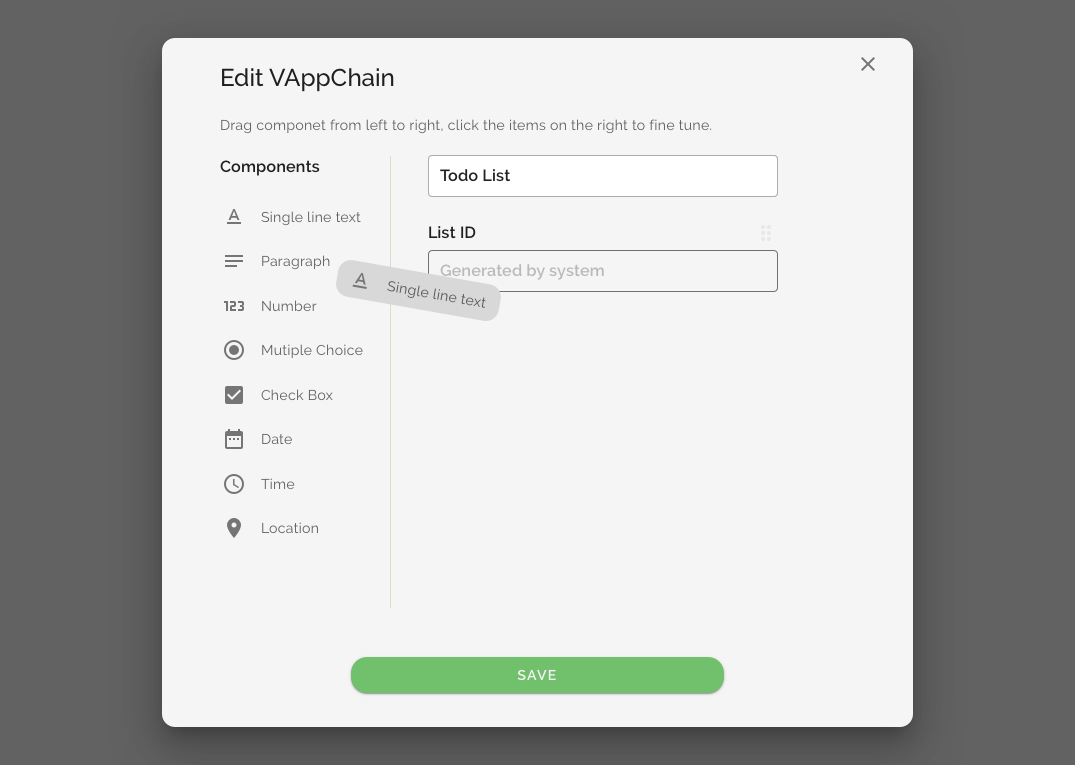 Edit VAppChain
Drag componet from left to right, click the items on the right to fine tune.
Components
Single line text
Paragraph
123 Number
Mutiple Choice
Check Box
Date
Time
Location
Todo List
List ID
Generated by system
Single line text
SAVE